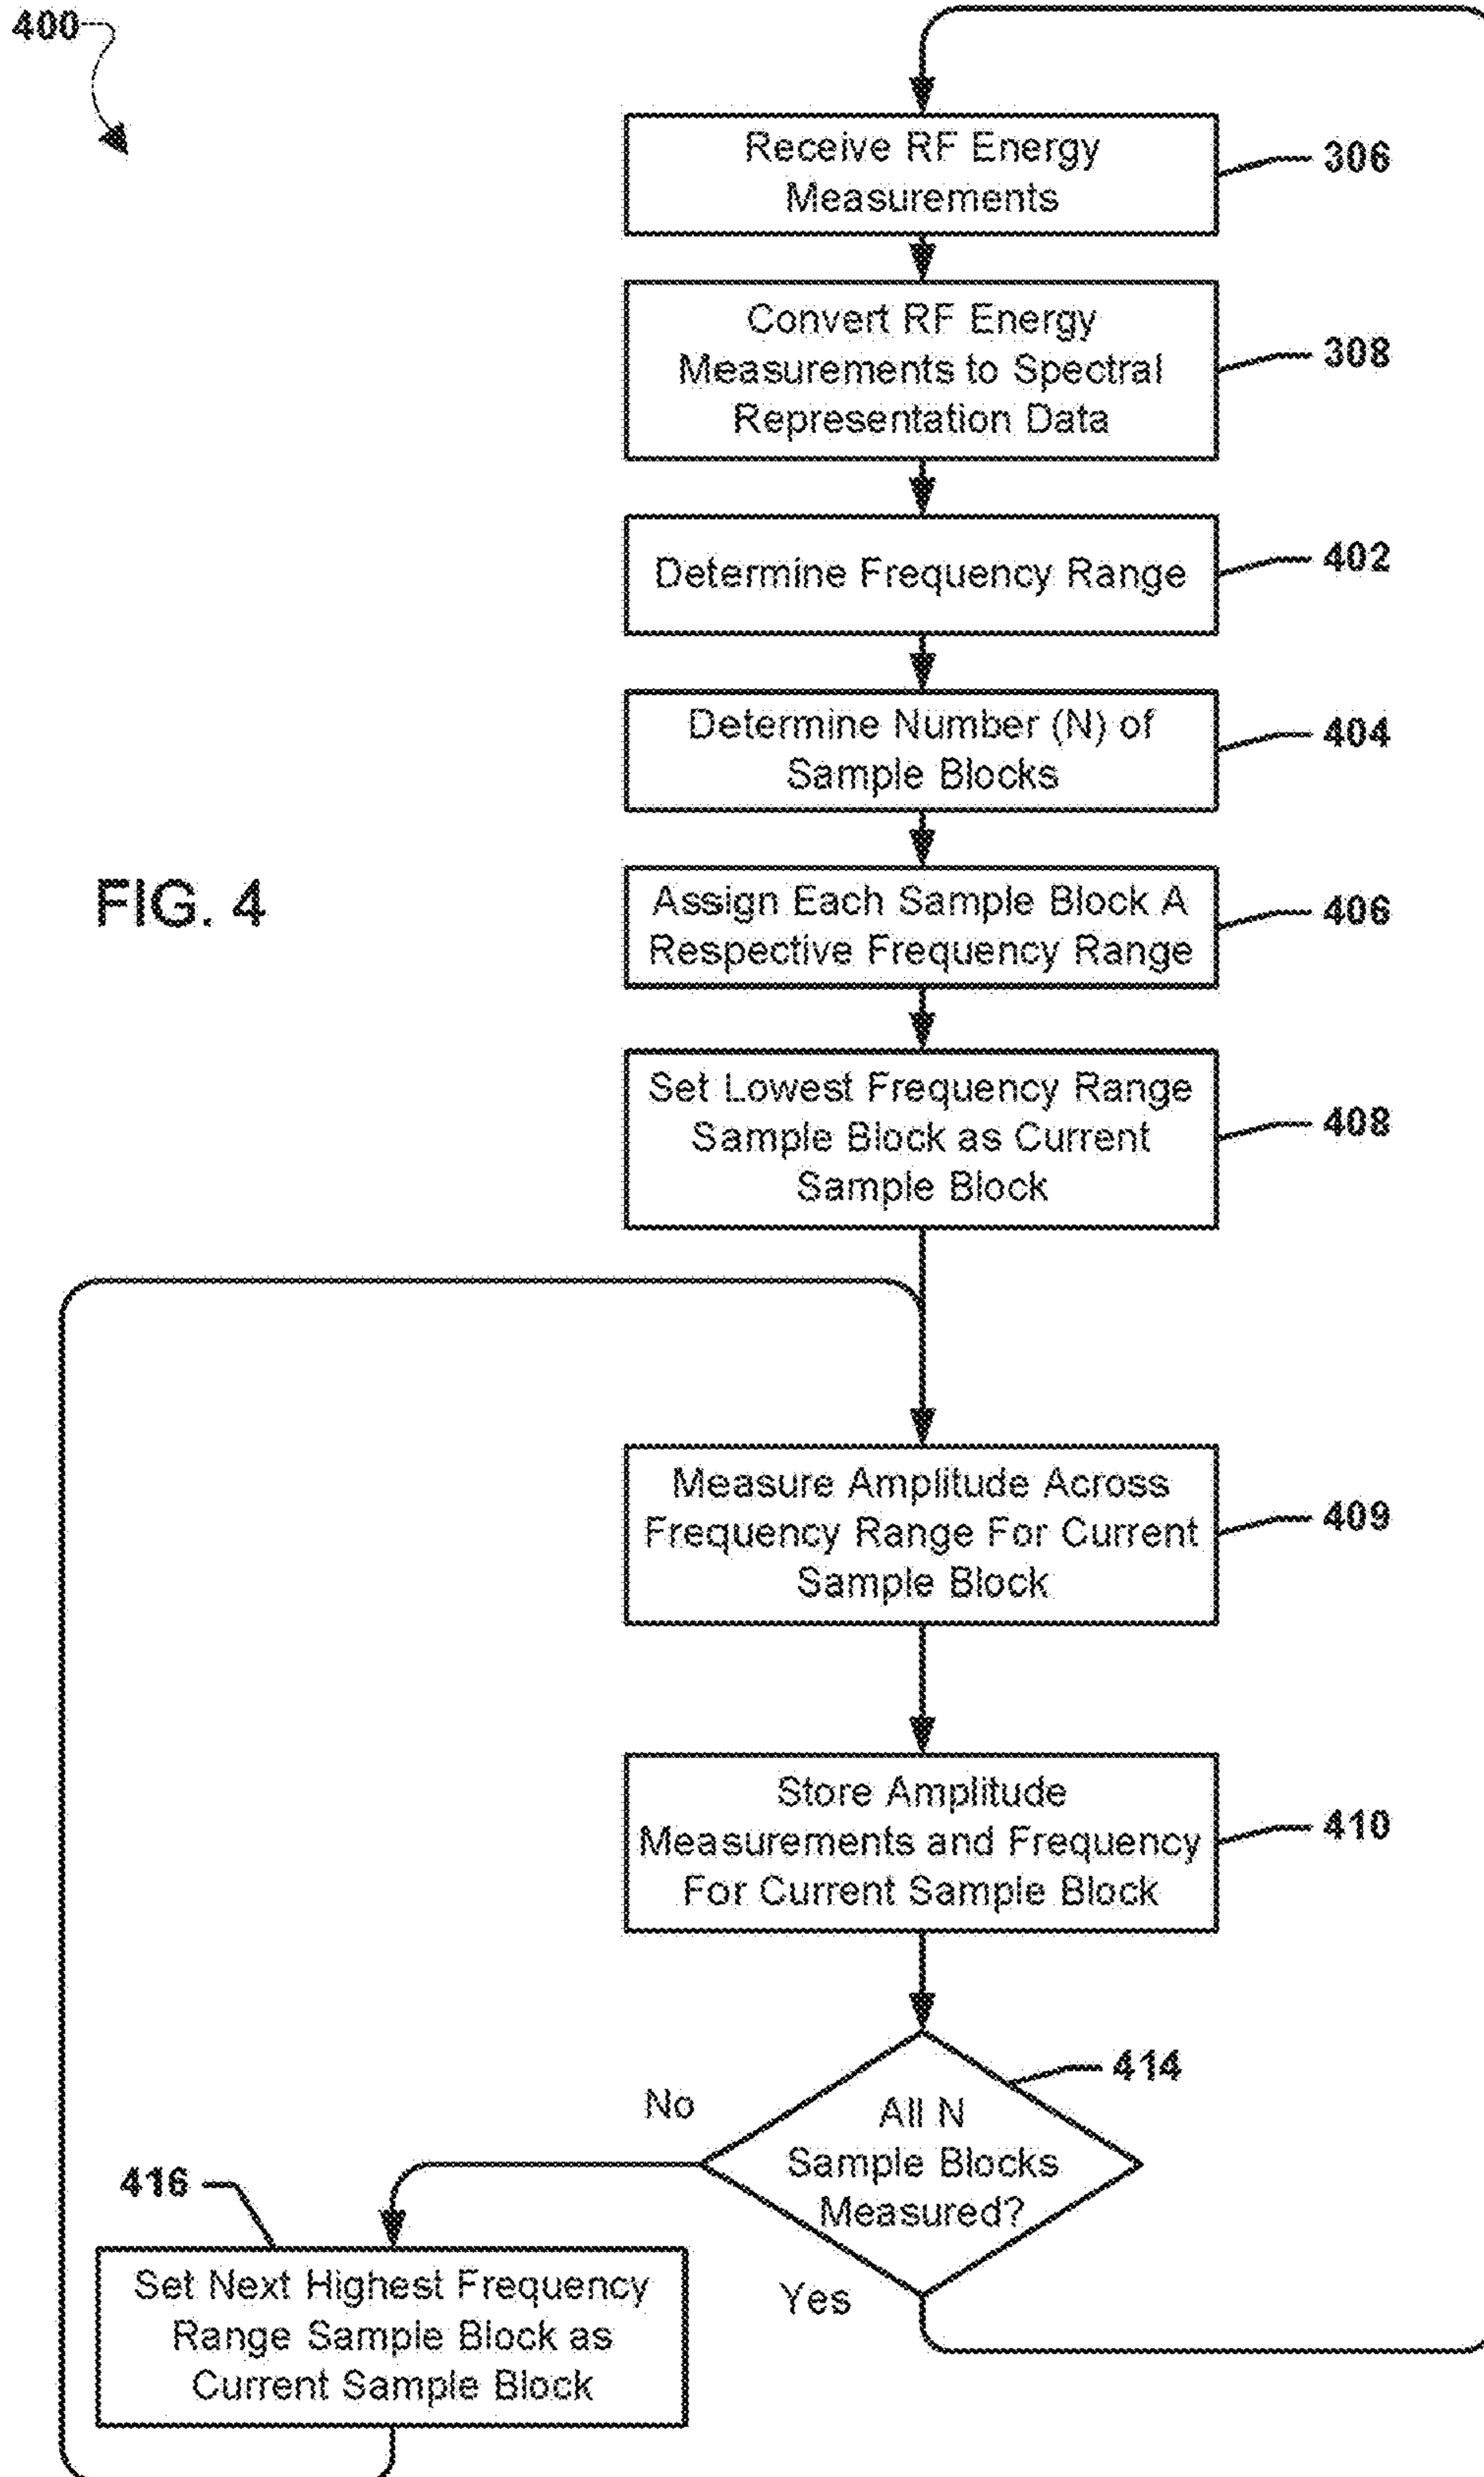 400
Receive RF Energy
Measurements
306
Convert RF Energy
Measurements to Spectral
Representation Data
308
Determine Frequency Range
402
Determine Number (N) of
Sample Blocks
404
FIG. 4
Assign Each Sample Block A
Respective Frequency Range
406
Set Lowest Frequency Range
Sample Block as Current
Sample Block
408
Measure Amplitude Across
Frequency Range For Current
Sample Block
409
Store Amplitude
Measurements and Frequency
For Current Sample Block
410
414
All N
Sample Blocks
Measured?
No
Yes
416
Set Next Highest Frequency
Range Sample Block as
Current Sample Block